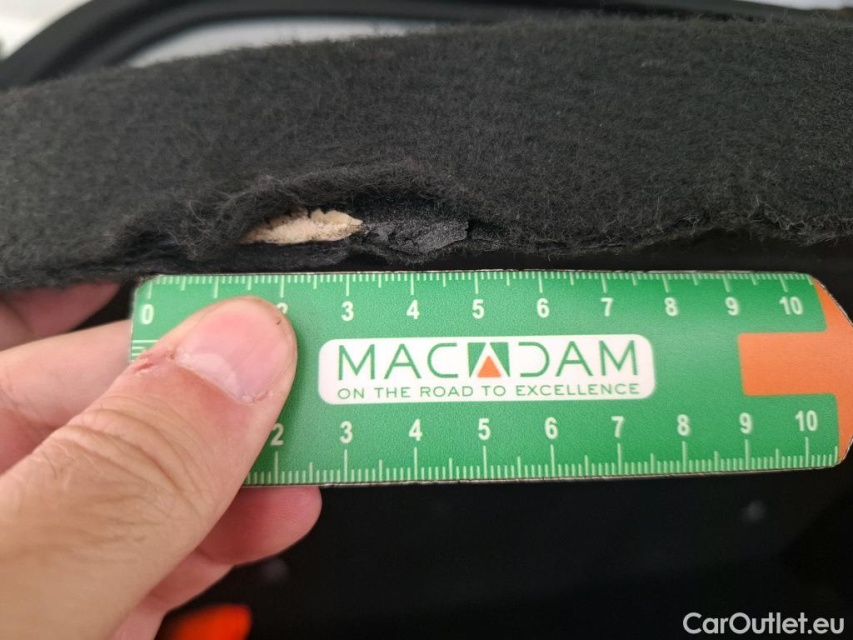 0 2 3 4 5 6 7 8 9 10
MACADAM
ON THE ROAD TO EXCELLENCE
2 3 4 5 6 7 8 9 10
CarOutlet.eu